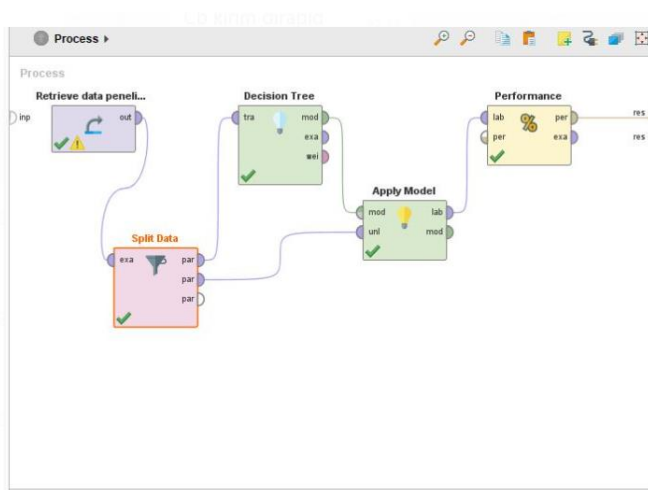 Process
Process
inp
Retrieve data peneli...
out
Decision Tree
tra
mod
exa
wei
Performance
lab
per
per
exa
res
res
Apply Model
mod
lab
unl
mod
Split Data
exa
par
par
par